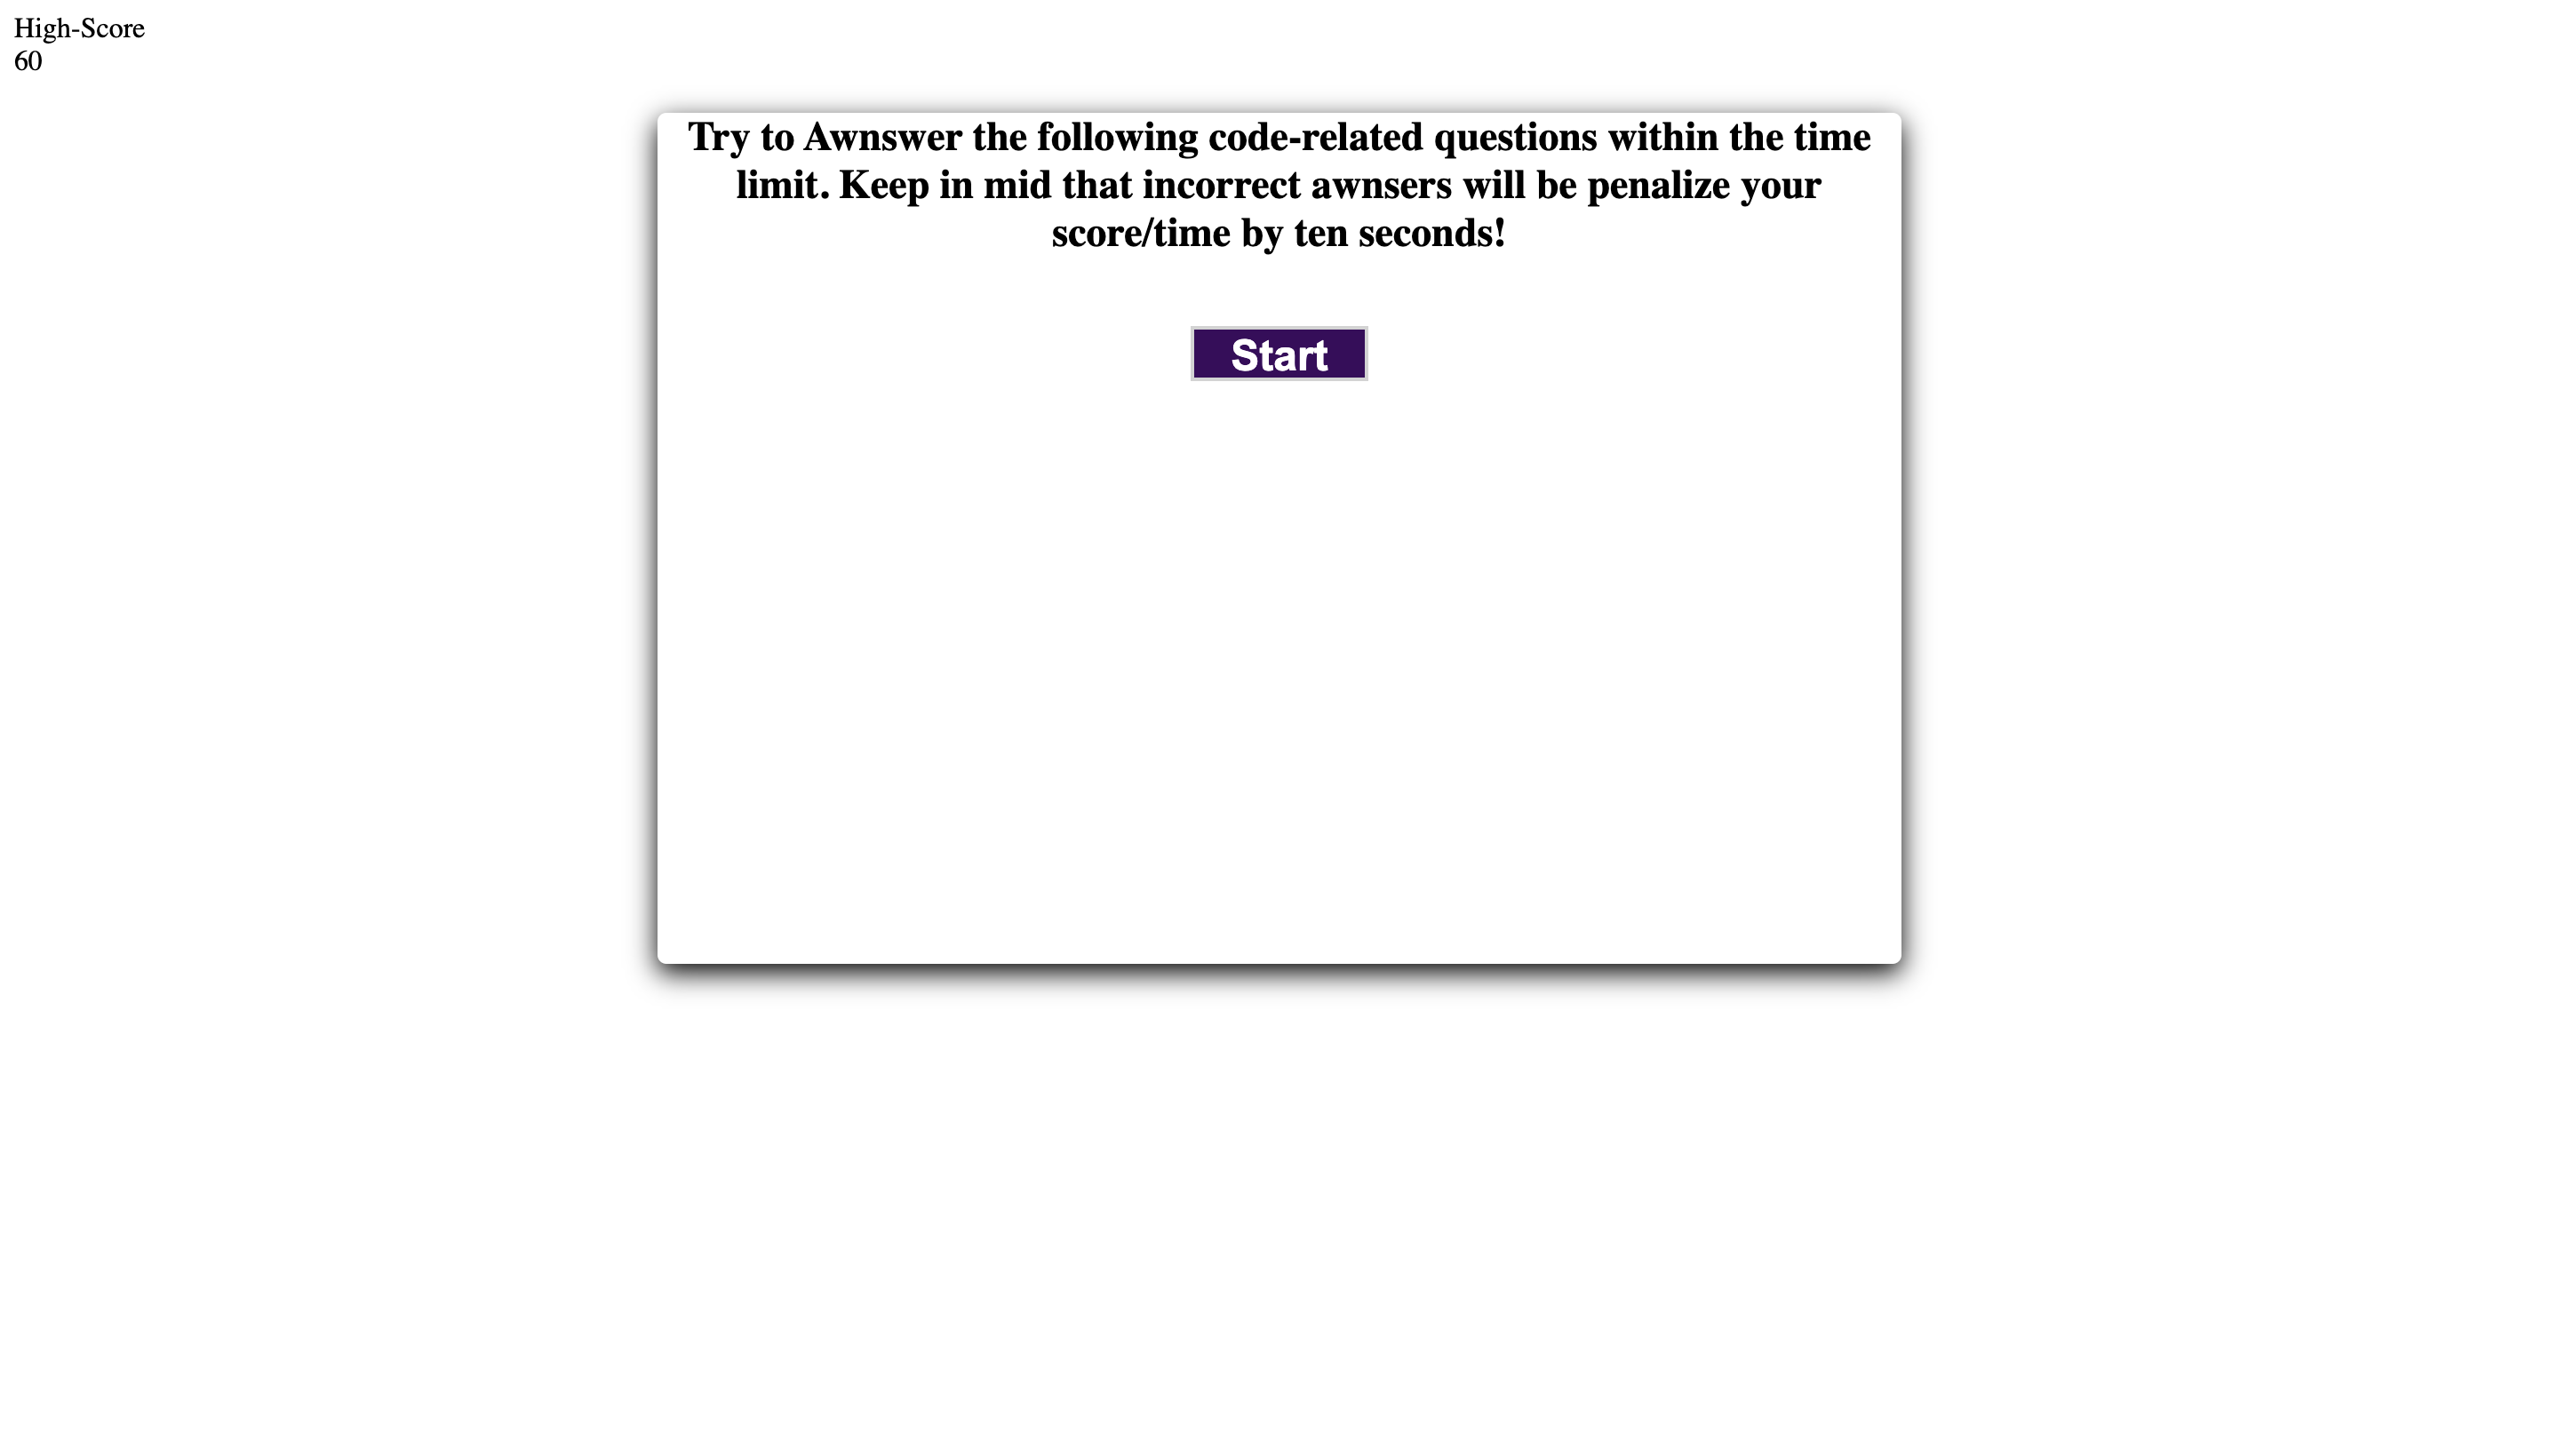 High-Score
60
Try to Awnswer the following code-related questions within the time
limit. Keep in mid that incorrect awnsers will be penalize your
score/time by ten seconds!
Start